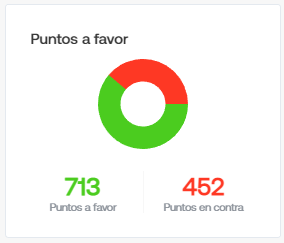 Puntos a favor
713 452
Puntos a favor Puntos en contra